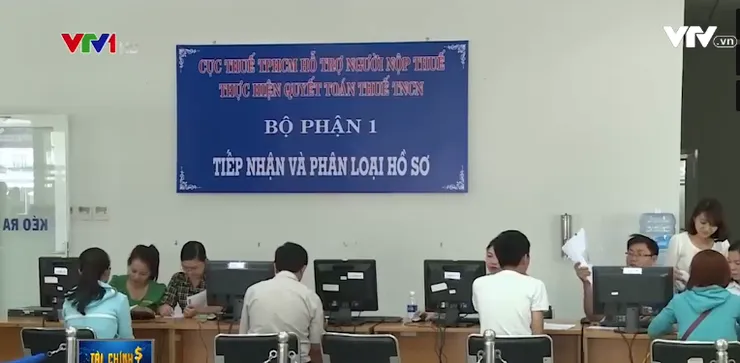 VTV1 HD
VTV.vn
CỤC THUẾ TPHCM HỖ TRỢ NGƯỜI NỘP THUẾ
THỰC HIỆN QUYẾT TOÁN THUẾ TNCN
BỘ PHẬN 1
TIẾP NHẬN VÀ PHÂN LOẠI HỒ SƠ
KÉO RA
TÀI CHÍNH $